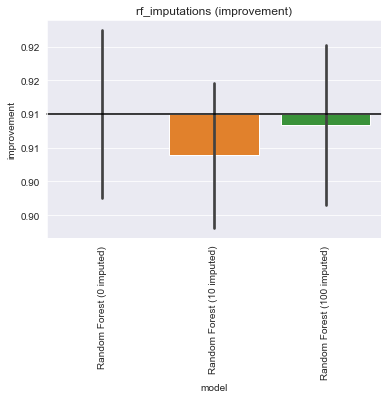 rf_imputations (improvement)
improvement
0.92
0.92
0.91
0.91
0.90
0.90
Random Forest (0 imputed)
Random Forest (10 imputed)
Random Forest (100 imputed)
model